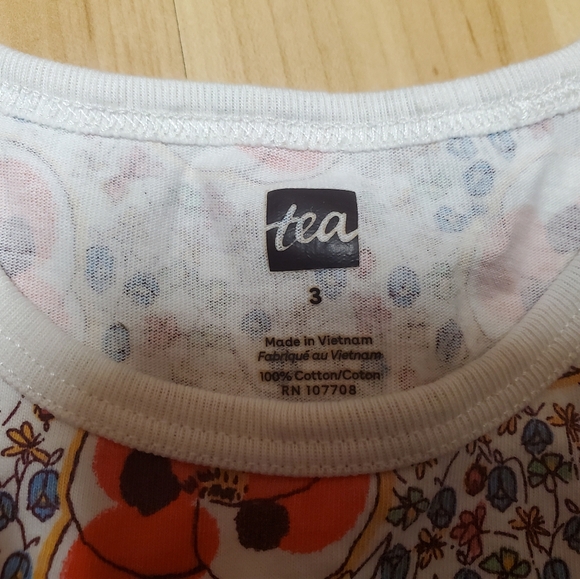 tea
3
Made in Vietnam
Fabriqué au Vietnam
100% Cotton/Coton
RN 107708